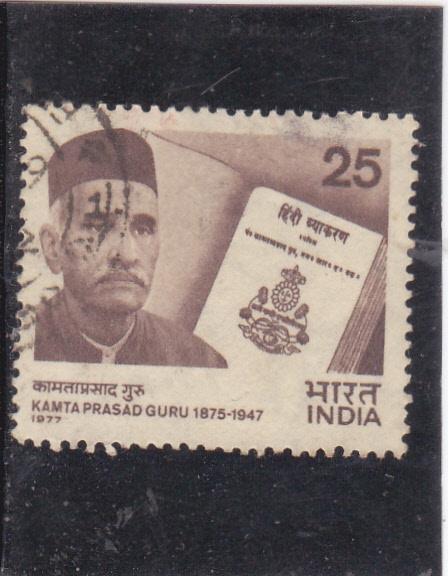 25
हिंदी व्याकरण
कामताप्रसाद गुरु
KAMTA PRASAD GURU 1875-1947
1977
भारत
INDIA